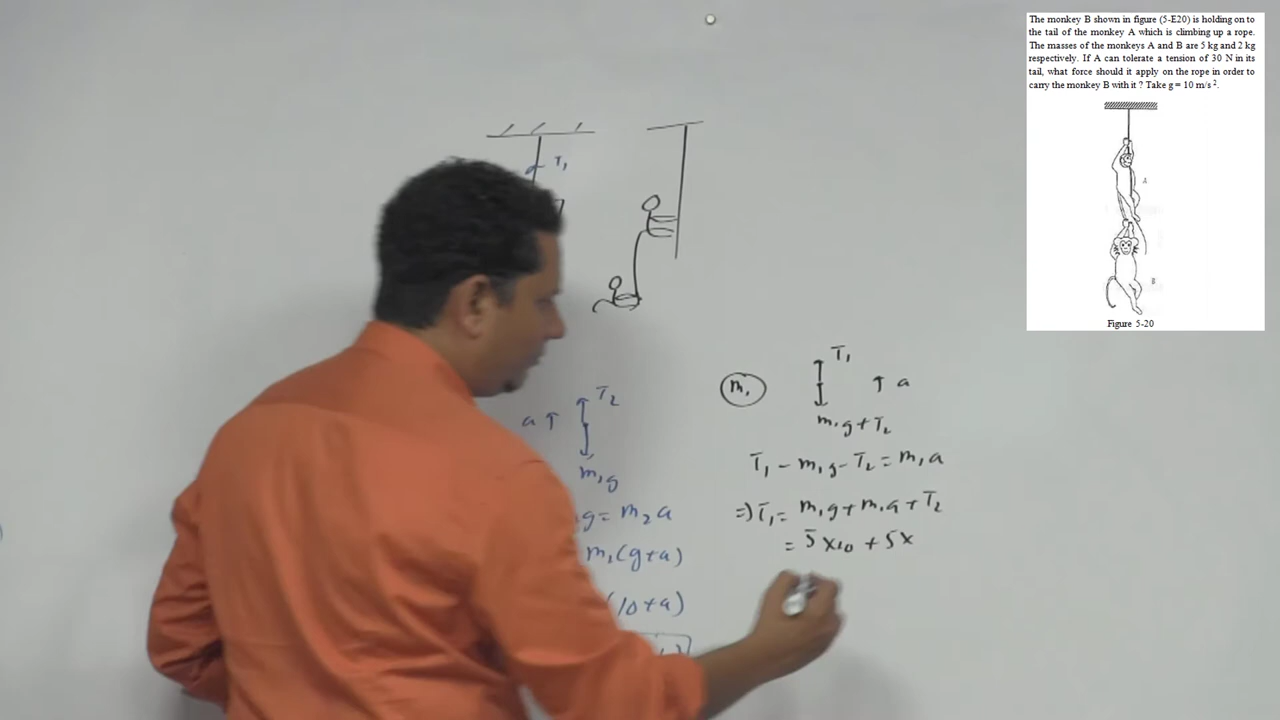 The monkey B shown in figure (5-E20) is holding on to
the tail of the monkey A which is climbing up a rope.
The masses of the monkeys A and B are 5 kg and 2 kg
respectively. If A can tolerate a tension of 30 N in its
tail, what force should it apply on the rope in order to
carry the monkey B with it ? Take g = 10 m/s².
A
B
Figure 5-20
T₁
a ↑
T₂
m₁g
g = m₂a
m₁(g+a)
(10+a)
m₁
T₁
↑ a
m₁g+T₂
T₁ - m₁g - T₂ = m₁a
=) T₁ = m₁g + m₁a + T₂
= 5×10 + 5×